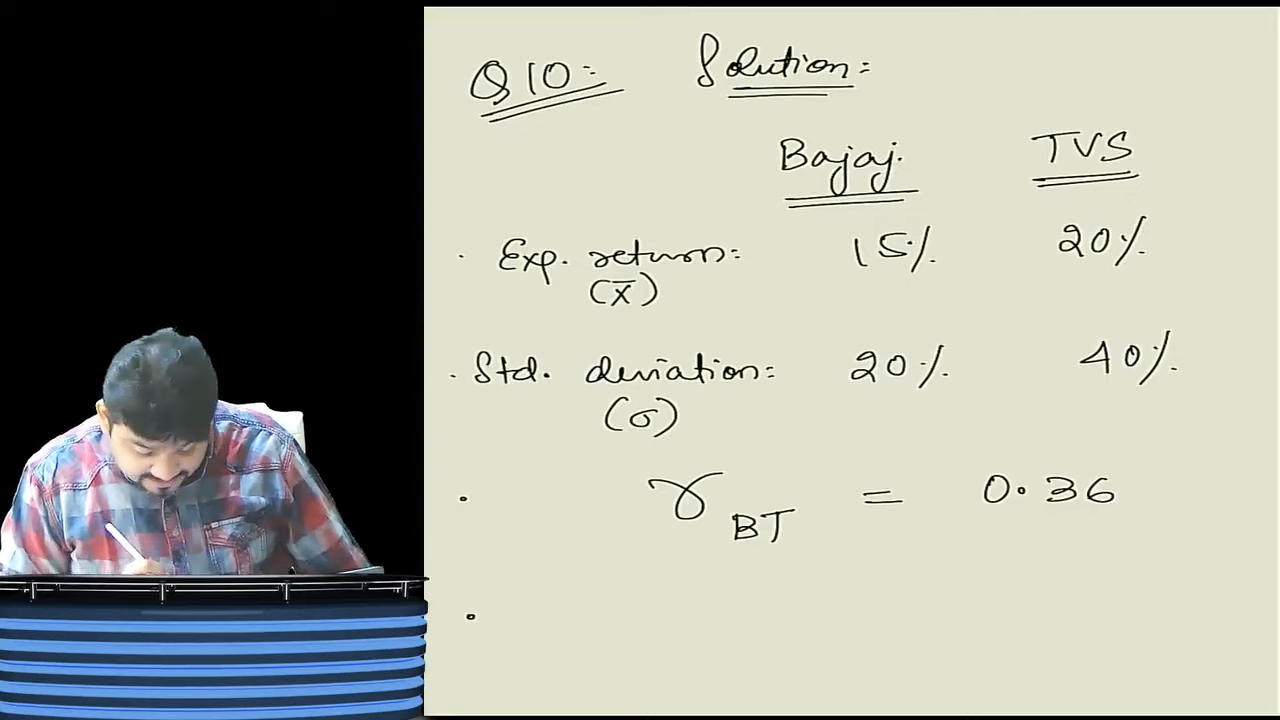 Q10:- Solution:
Bajaj. TVS
. Exp. return: 15% 20%
(x̄)
. Std. deviation: 20% 40%
(σ)
. r BT = 0.36
.